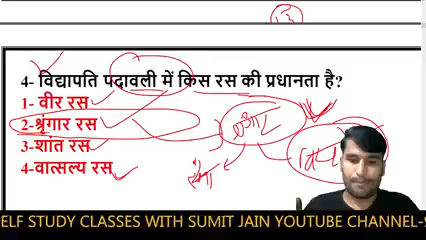 4- विद्यापति पदावली में किस रस की प्रधानता है?
1- वीर रस
2-श्रृंगार रस
3-शांत रस
4-वात्सल्य रस
ELF STUDY CLASSES WITH SUMIT JAIN YOUTUBE CHANNEL-9